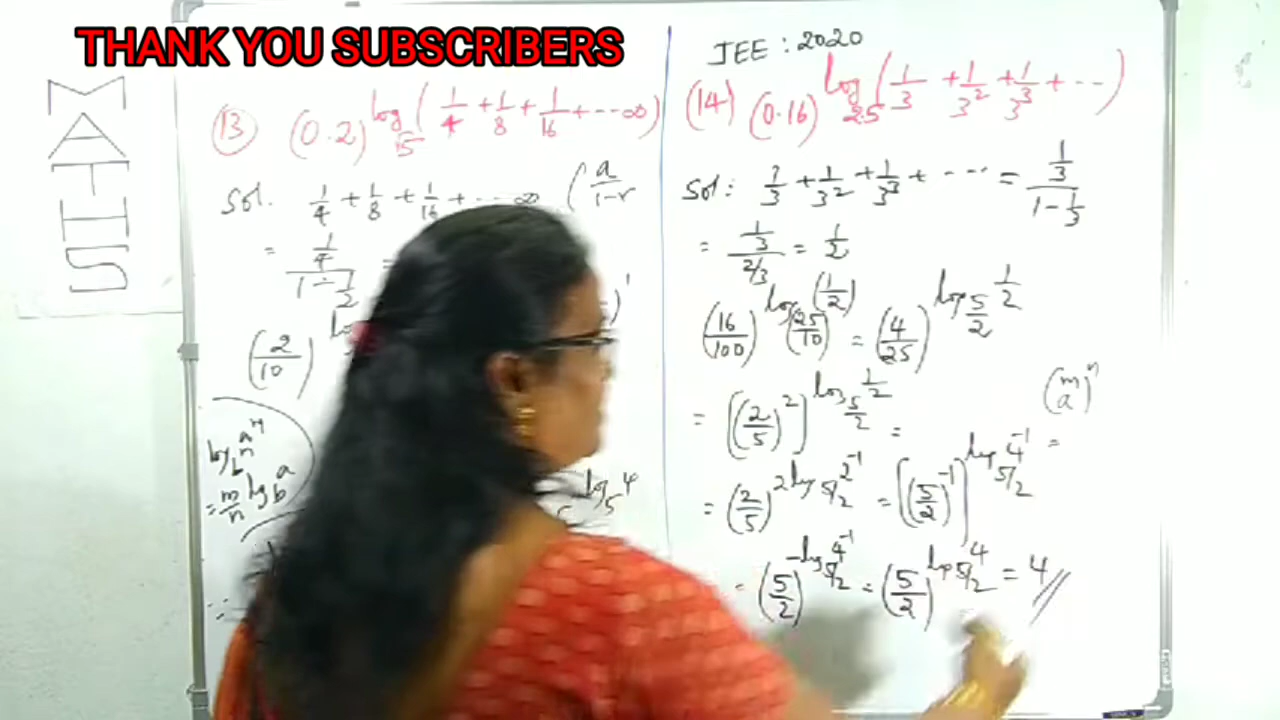 THANK YOU SUBSCRIBERS
MATHS
(13) (0.2)^log_√5(1/4 + 1/8 + 1/16 + --- ∞)
Sol. 1/4 + 1/8 + 1/16 + --- ∞ (a/1-r
= (1/4)/(1 - 1/2) =
(2/10)
log_b^n a^m
= m/n log_b a
log_5 4
JEE : 2020
(14) (0.16)^log_2.5(1/3 + 1/3² + 1/3³ + ---)
Sol: 1/3 + 1/3² + 1/3³ + ---- = (1/3)/(1 - 1/3)
= (1/3)/(2/3) = 1/2
(16/100)^log_(25/10)(1/2) = (4/25)^log_5/2 1/2
= ((2/5)²)^log_5/2 1/2 =
(a^m)^n =
= (2/5)^2 log_5/2 2^-1 = ((5/2)^-1)^log_5/2 4^-1
= (5/2)^-log_5/2 4^-1 = (5/2)^log_5/2 4 = 4//